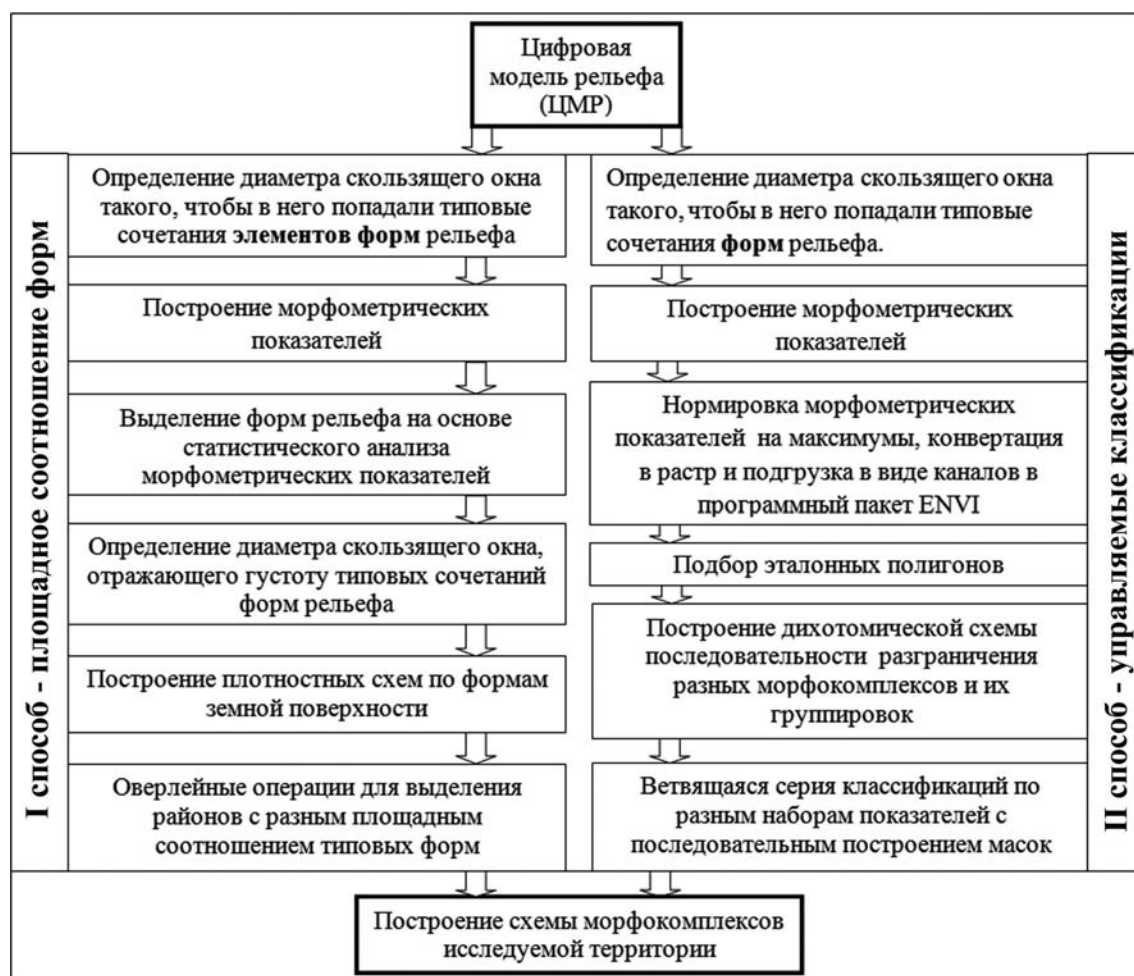 Цифровая
модель рельефа
(ЦМР)
I способ - площадное соотношение форм
Определение диаметра скользящего окна
такого, чтобы в него попадали типовые
сочетания элементов форм рельефа
Построение морфометрических
показателей
Выделение форм рельефа на основе
статистического анализа
морфометрических показателей
Определение диаметра скользящего окна,
отражающего густоту типовых сочетаний
форм рельефа
Построение плотностных схем по формам
земной поверхности
Оверлейные операции для выделения
районов с разным площадным
соотношением типовых форм
II способ - управляемые классификации
Определение диаметра скользящего окна
такого, чтобы в него попадали типовые
сочетания форм рельефа.
Построение морфометрических
показателей
Нормировка морфометрических
показателей на максимумы, конвертация
в растр и подгрузка в виде каналов в
программный пакет ENVI
Подбор эталонных полигонов
Построение дихотомической схемы
последовательности разграничения
разных морфокомплексов и их
группировок
Ветвящаяся серия классификаций по
разным наборам показателей с
последовательным построением масок
Построение схемы морфокомплексов
исследуемой территории